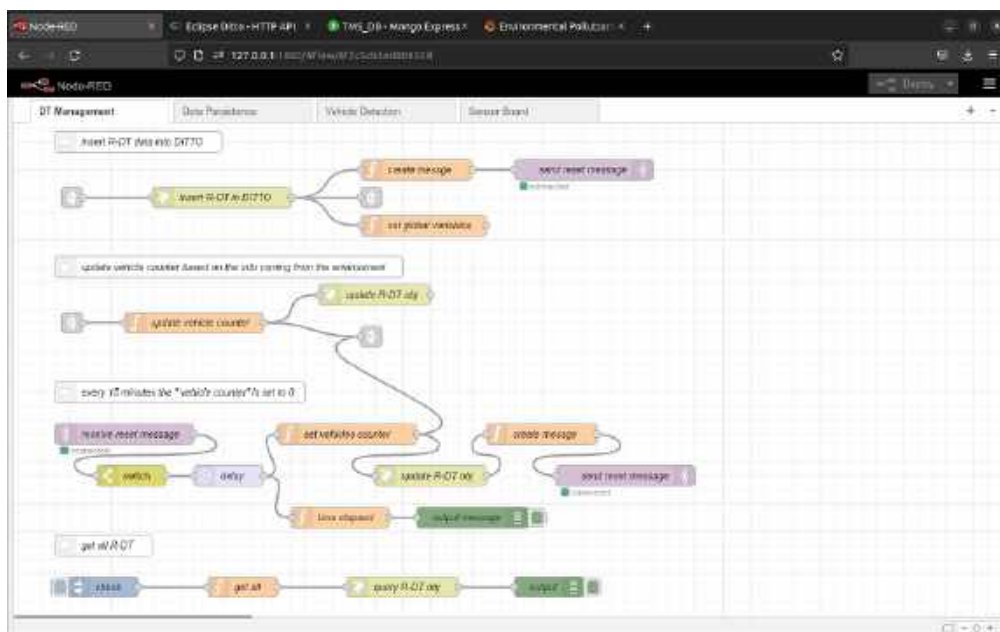 Node-RED
Eclipse Ditto - HTTP API
TMS_DB - Mongo Express
Environmental Pollution
127.0.0.1
Node-RED
Deploy
DT Management
Data Persistence
Vehicle Detection
Sensor Board
Insert R-DT data into DITTO
create message
send reset message
connected
Insert R-DT in DITTO
set global variables
update vehicle counter based on the info coming from the environment
update R-DT obj
update vehicle counter
every 15 minutes the "vehicle counter" is set to 0
receive reset message
set vehicles counter
create message
connected
switch
delay
update R-DT obj
send reset message
connected
time elapsed
output message
get all R-DT
get all
query R-DT obj
output